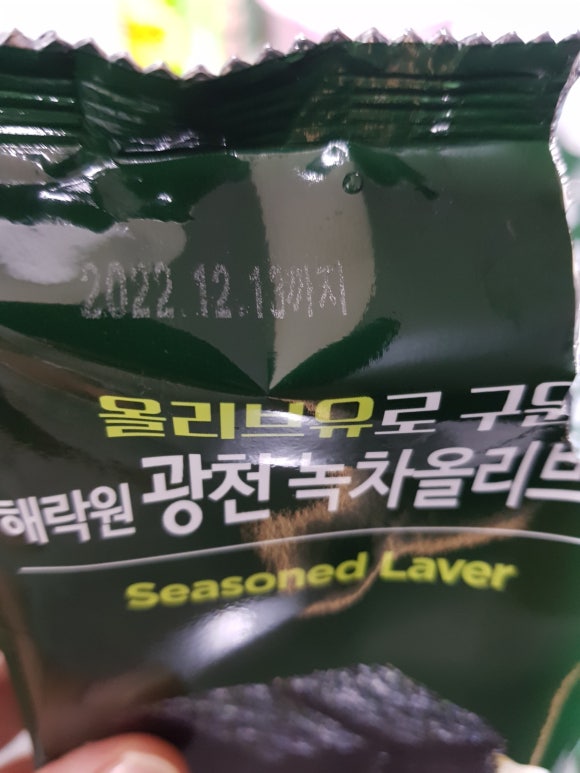 2022.12.13까지
올리브유로 구운
해락원 광천 녹차올리브
Seasoned Laver